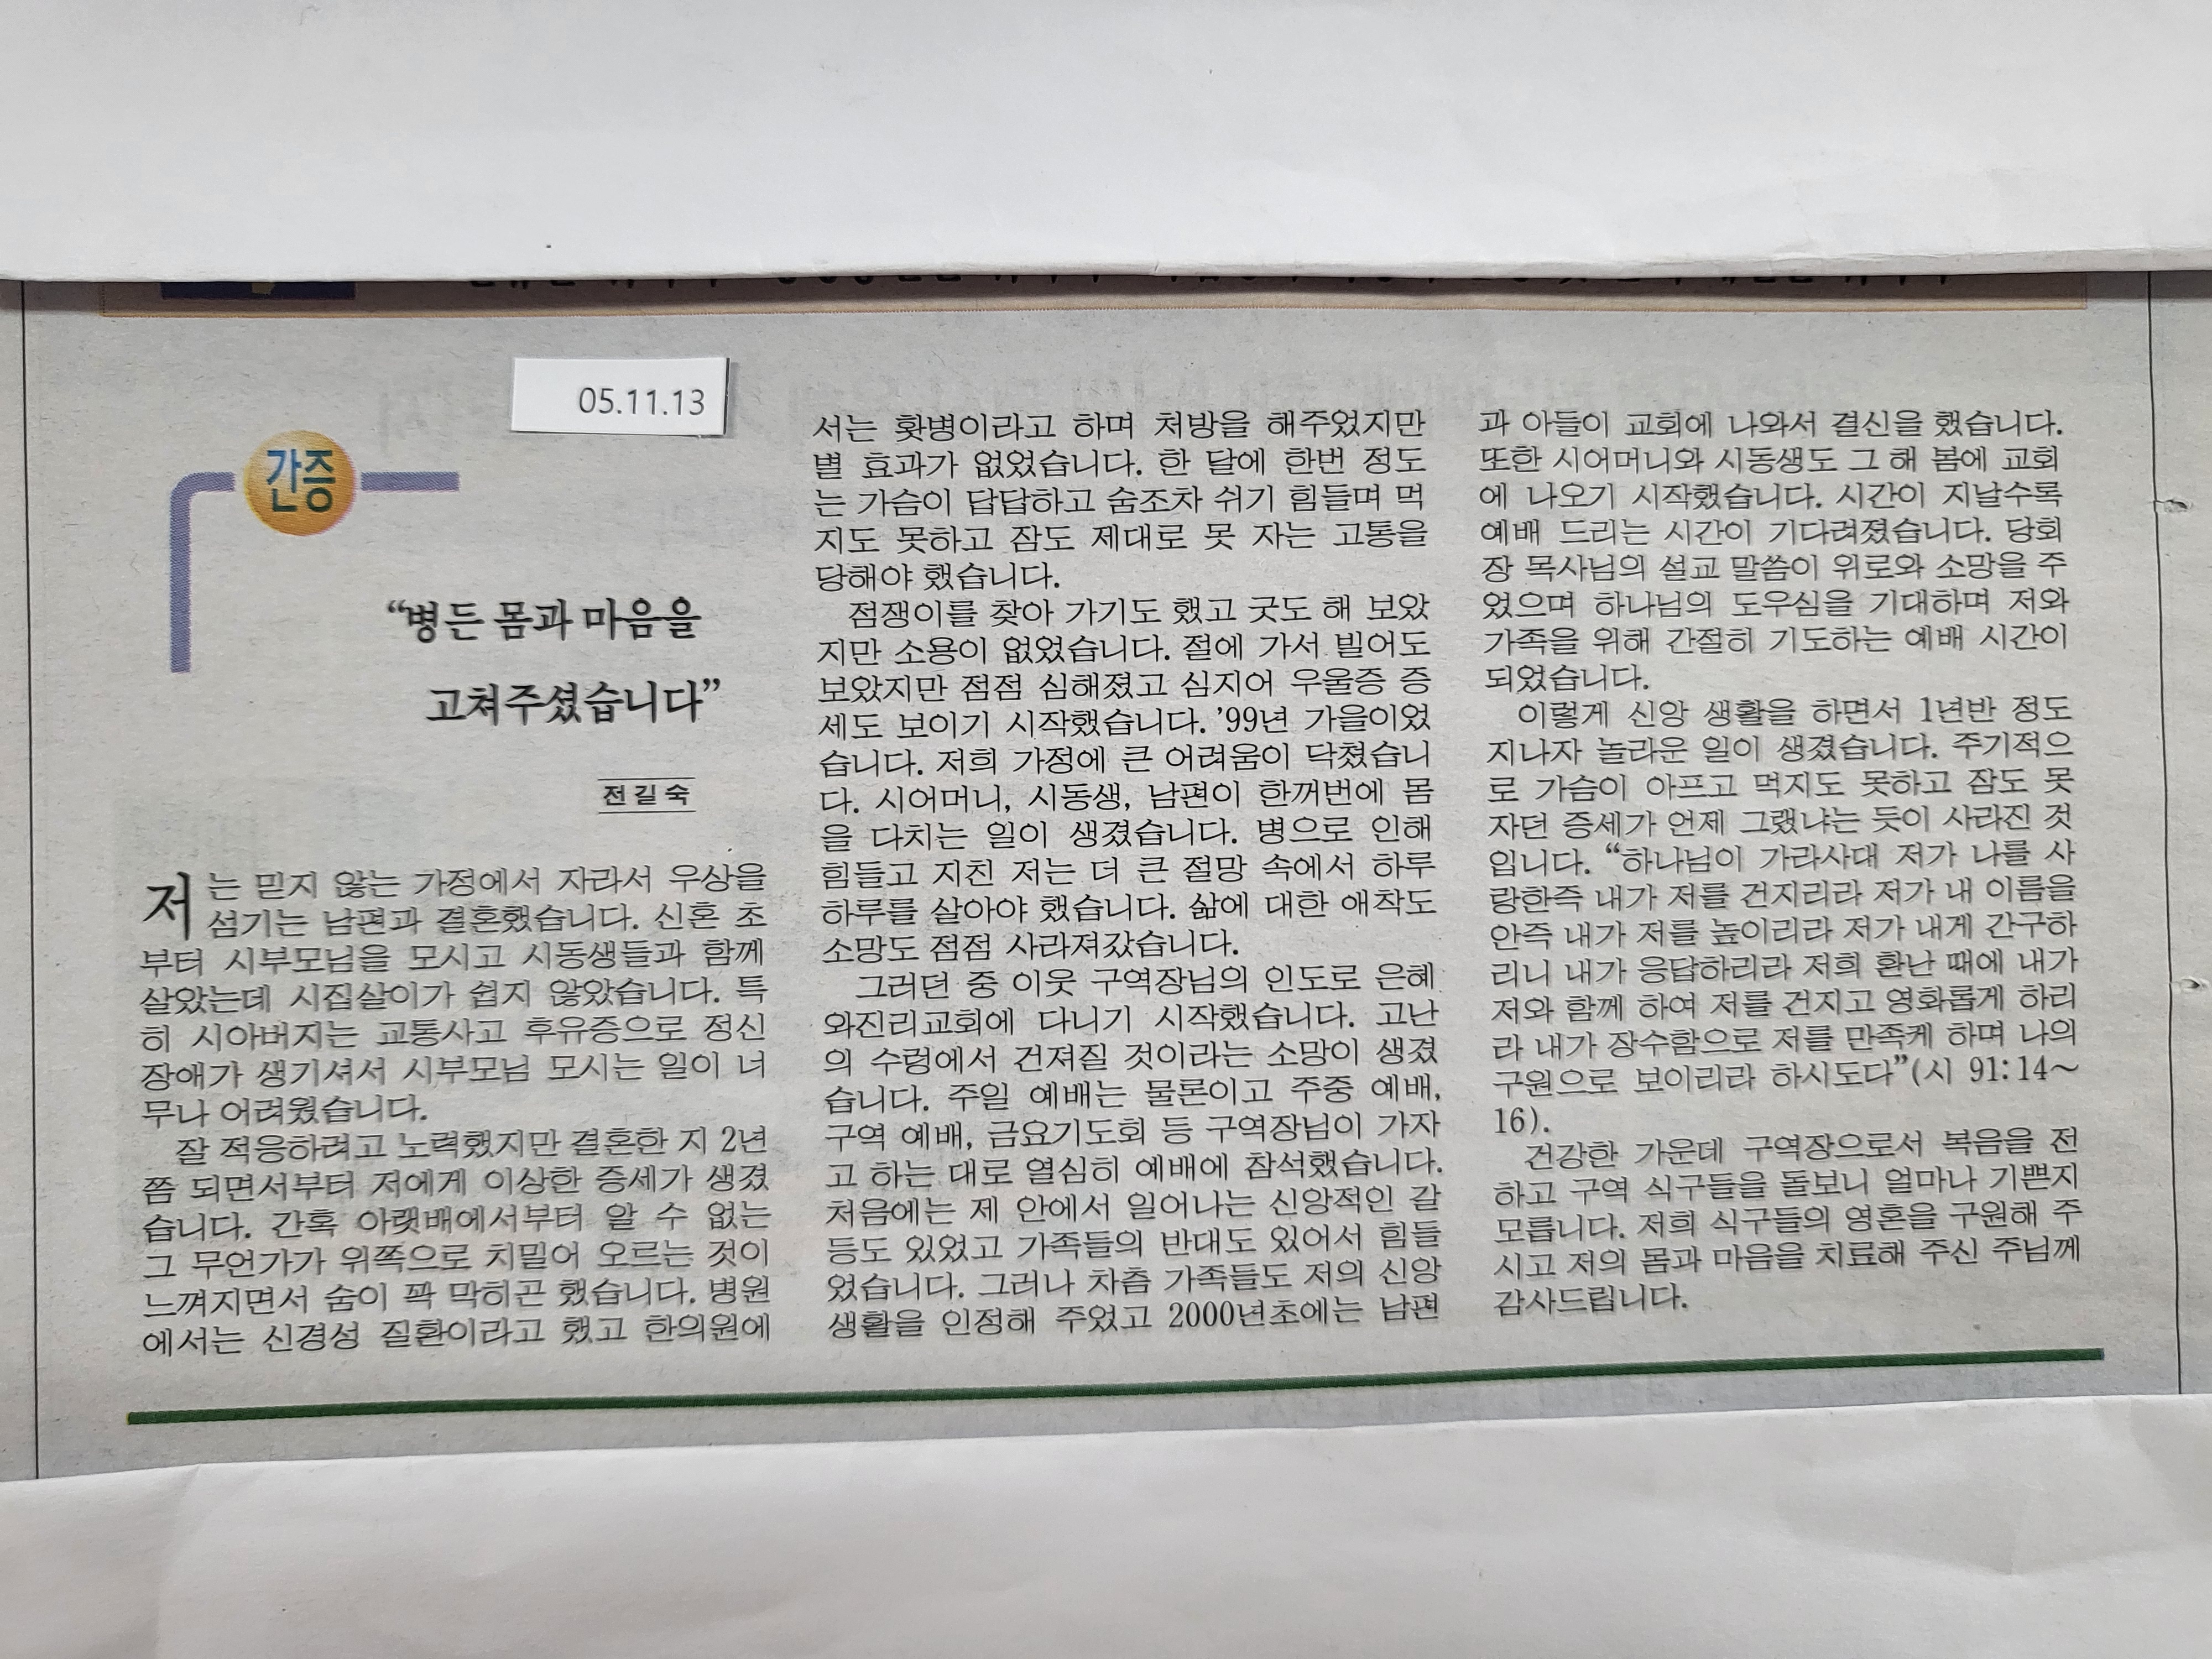 05.11.13
간증
“병든 몸과 마음을
고쳐주셨습니다”
전길숙
저는 믿지 않는 가정에서 자라서 우상을
섬기는 남편과 결혼했습니다. 신혼 초
부터 시부모님을 모시고 시동생들과 함께
살았는데 시집살이가 쉽지 않았습니다. 특
히 시아버지는 교통사고 후유증으로 정신
장애가 생기셔서 시부모님 모시는 일이 너
무나 어려웠습니다.
잘 적응하려고 노력했지만 결혼한 지 2년
쯤 되면서부터 저에게 이상한 증세가 생겼
습니다. 간혹 아랫배에서부터 알 수 없는
그 무언가가 위쪽으로 치밀어 오르는 것이
느껴지면서 숨이 꽉 막히곤 했습니다. 병원
에서는 신경성 질환이라고 했고 한의원에
서는 홧병이라고 하며 처방을 해주었지만
별 효과가 없었습니다. 한 달에 한번 정도
는 가슴이 답답하고 숨조차 쉬기 힘들며 먹
지도 못하고 잠도 제대로 못 자는 고통을
당해야 했습니다.
점쟁이를 찾아 가기도 했고 굿도 해 보았
지만 소용이 없었습니다. 절에 가서 빌어도
보았지만 점점 심해졌고 심지어 우울증 증
세도 보이기 시작했습니다. ’99년 가을이었
습니다. 저희 가정에 큰 어려움이 닥쳤습니
다. 시어머니, 시동생, 남편이 한꺼번에 몸
을 다치는 일이 생겼습니다. 병으로 인해
힘들고 지친 저는 더 큰 절망 속에서 하루
하루를 살아야 했습니다. 삶에 대한 애착도
소망도 점점 사라져갔습니다.
그러던 중 이웃 구역장님의 인도로 은혜
와진리교회에 다니기 시작했습니다. 고난
의 수렁에서 건져질 것이라는 소망이 생겼
습니다. 주일 예배는 물론이고 주중 예배,
구역 예배, 금요기도회 등 구역장님이 가자
고 하는 대로 열심히 예배에 참석했습니다.
처음에는 제 안에서 일어나는 신앙적인 갈
등도 있었고 가족들의 반대도 있어서 힘들
었습니다. 그러나 차츰 가족들도 저의 신앙
생활을 인정해 주었고 2000년초에는 남편
과 아들이 교회에 나와서 결신을 했습니다.
또한 시어머니와 시동생도 그 해 봄에 교회
에 나오기 시작했습니다. 시간이 지날수록
예배 드리는 시간이 기다려졌습니다. 당회
장 목사님의 설교 말씀이 위로와 소망을 주
었으며 하나님의 도우심을 기대하며 저와
가족을 위해 간절히 기도하는 예배 시간이
되었습니다.
이렇게 신앙 생활을 하면서 1년반 정도
지나자 놀라운 일이 생겼습니다. 주기적으
로 가슴이 아프고 먹지도 못하고 잠도 못
자던 증세가 언제 그랬냐는 듯이 사라진 것
입니다. “하나님이 가라사대 저가 나를 사
랑한즉 내가 저를 건지리라 저가 내 이름을
안즉 내가 저를 높이리라 저가 내게 간구하
리니 내가 응답하리라 저희 환난 때에 내가
저와 함께 하여 저를 건지고 영화롭게 하리
라 내가 장수함으로 저를 만족케 하며 나의
구원으로 보이리라 하시도다”(시 91:14～
16).
건강한 가운데 구역장으로서 복음을 전
하고 구역 식구들을 돌보니 얼마나 기쁜지
모릅니다. 저희 식구들의 영혼을 구원해 주
시고 저의 몸과 마음을 치료해 주신 주님께
감사드립니다.